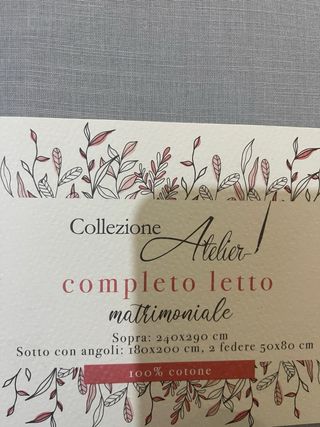 Collezione Atelier
completo letto
matrimoniale
Sopra: 240x290 cm
Sotto con angoli: 180x200 cm, 2 federe 50x80 cm
100% cotone